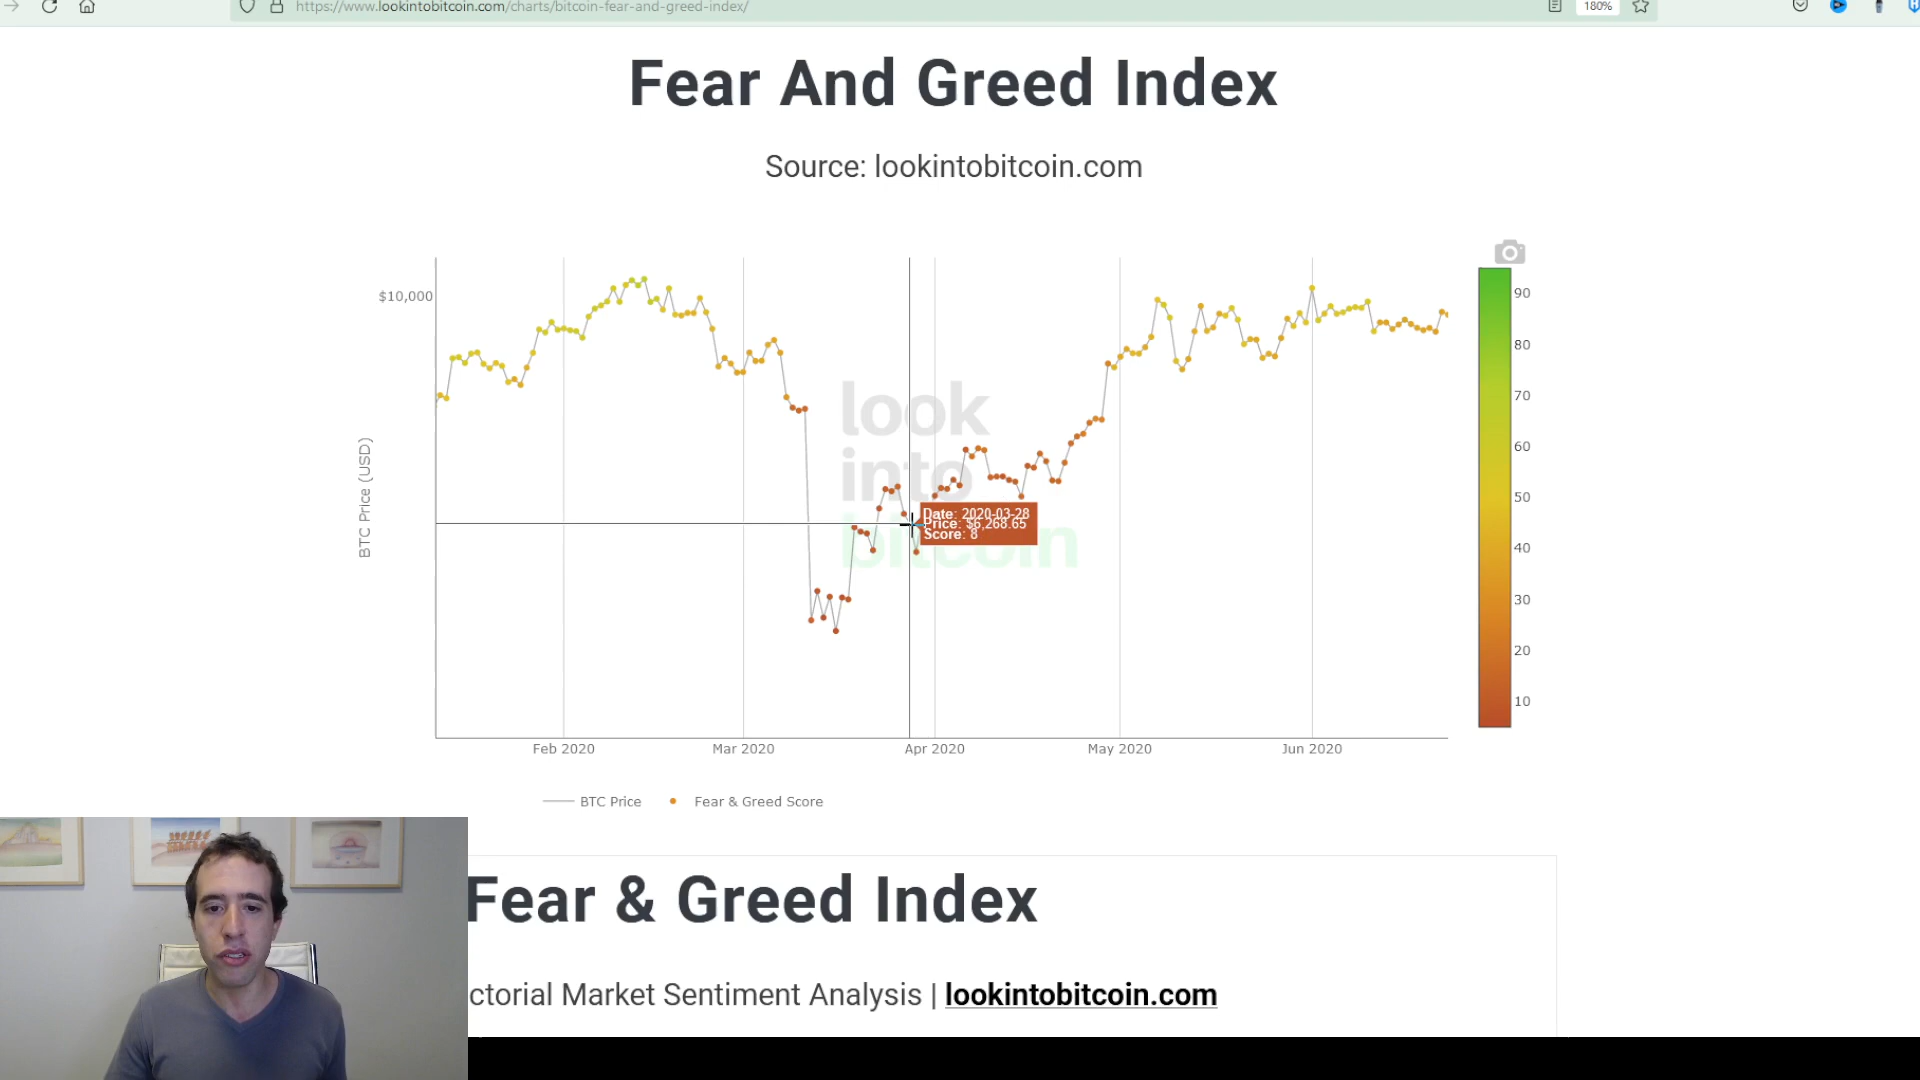 https://www.lookintobitcoin.com/charts/bitcoin-fear-and-greed-index/
180%
Fear And Greed Index
Source: lookintobitcoin.com
$10,000
BTC Price (USD)
look
into
bitcoin
Date: 2020-03-28
Price: $6,268.65
Score: 8
90
80
70
60
50
40
30
20
10
Feb 2020
Mar 2020
Apr 2020
May 2020
Jun 2020
BTC Price
Fear & Greed Score
Fear & Greed Index
ctorial Market Sentiment Analysis | lookintobitcoin.com